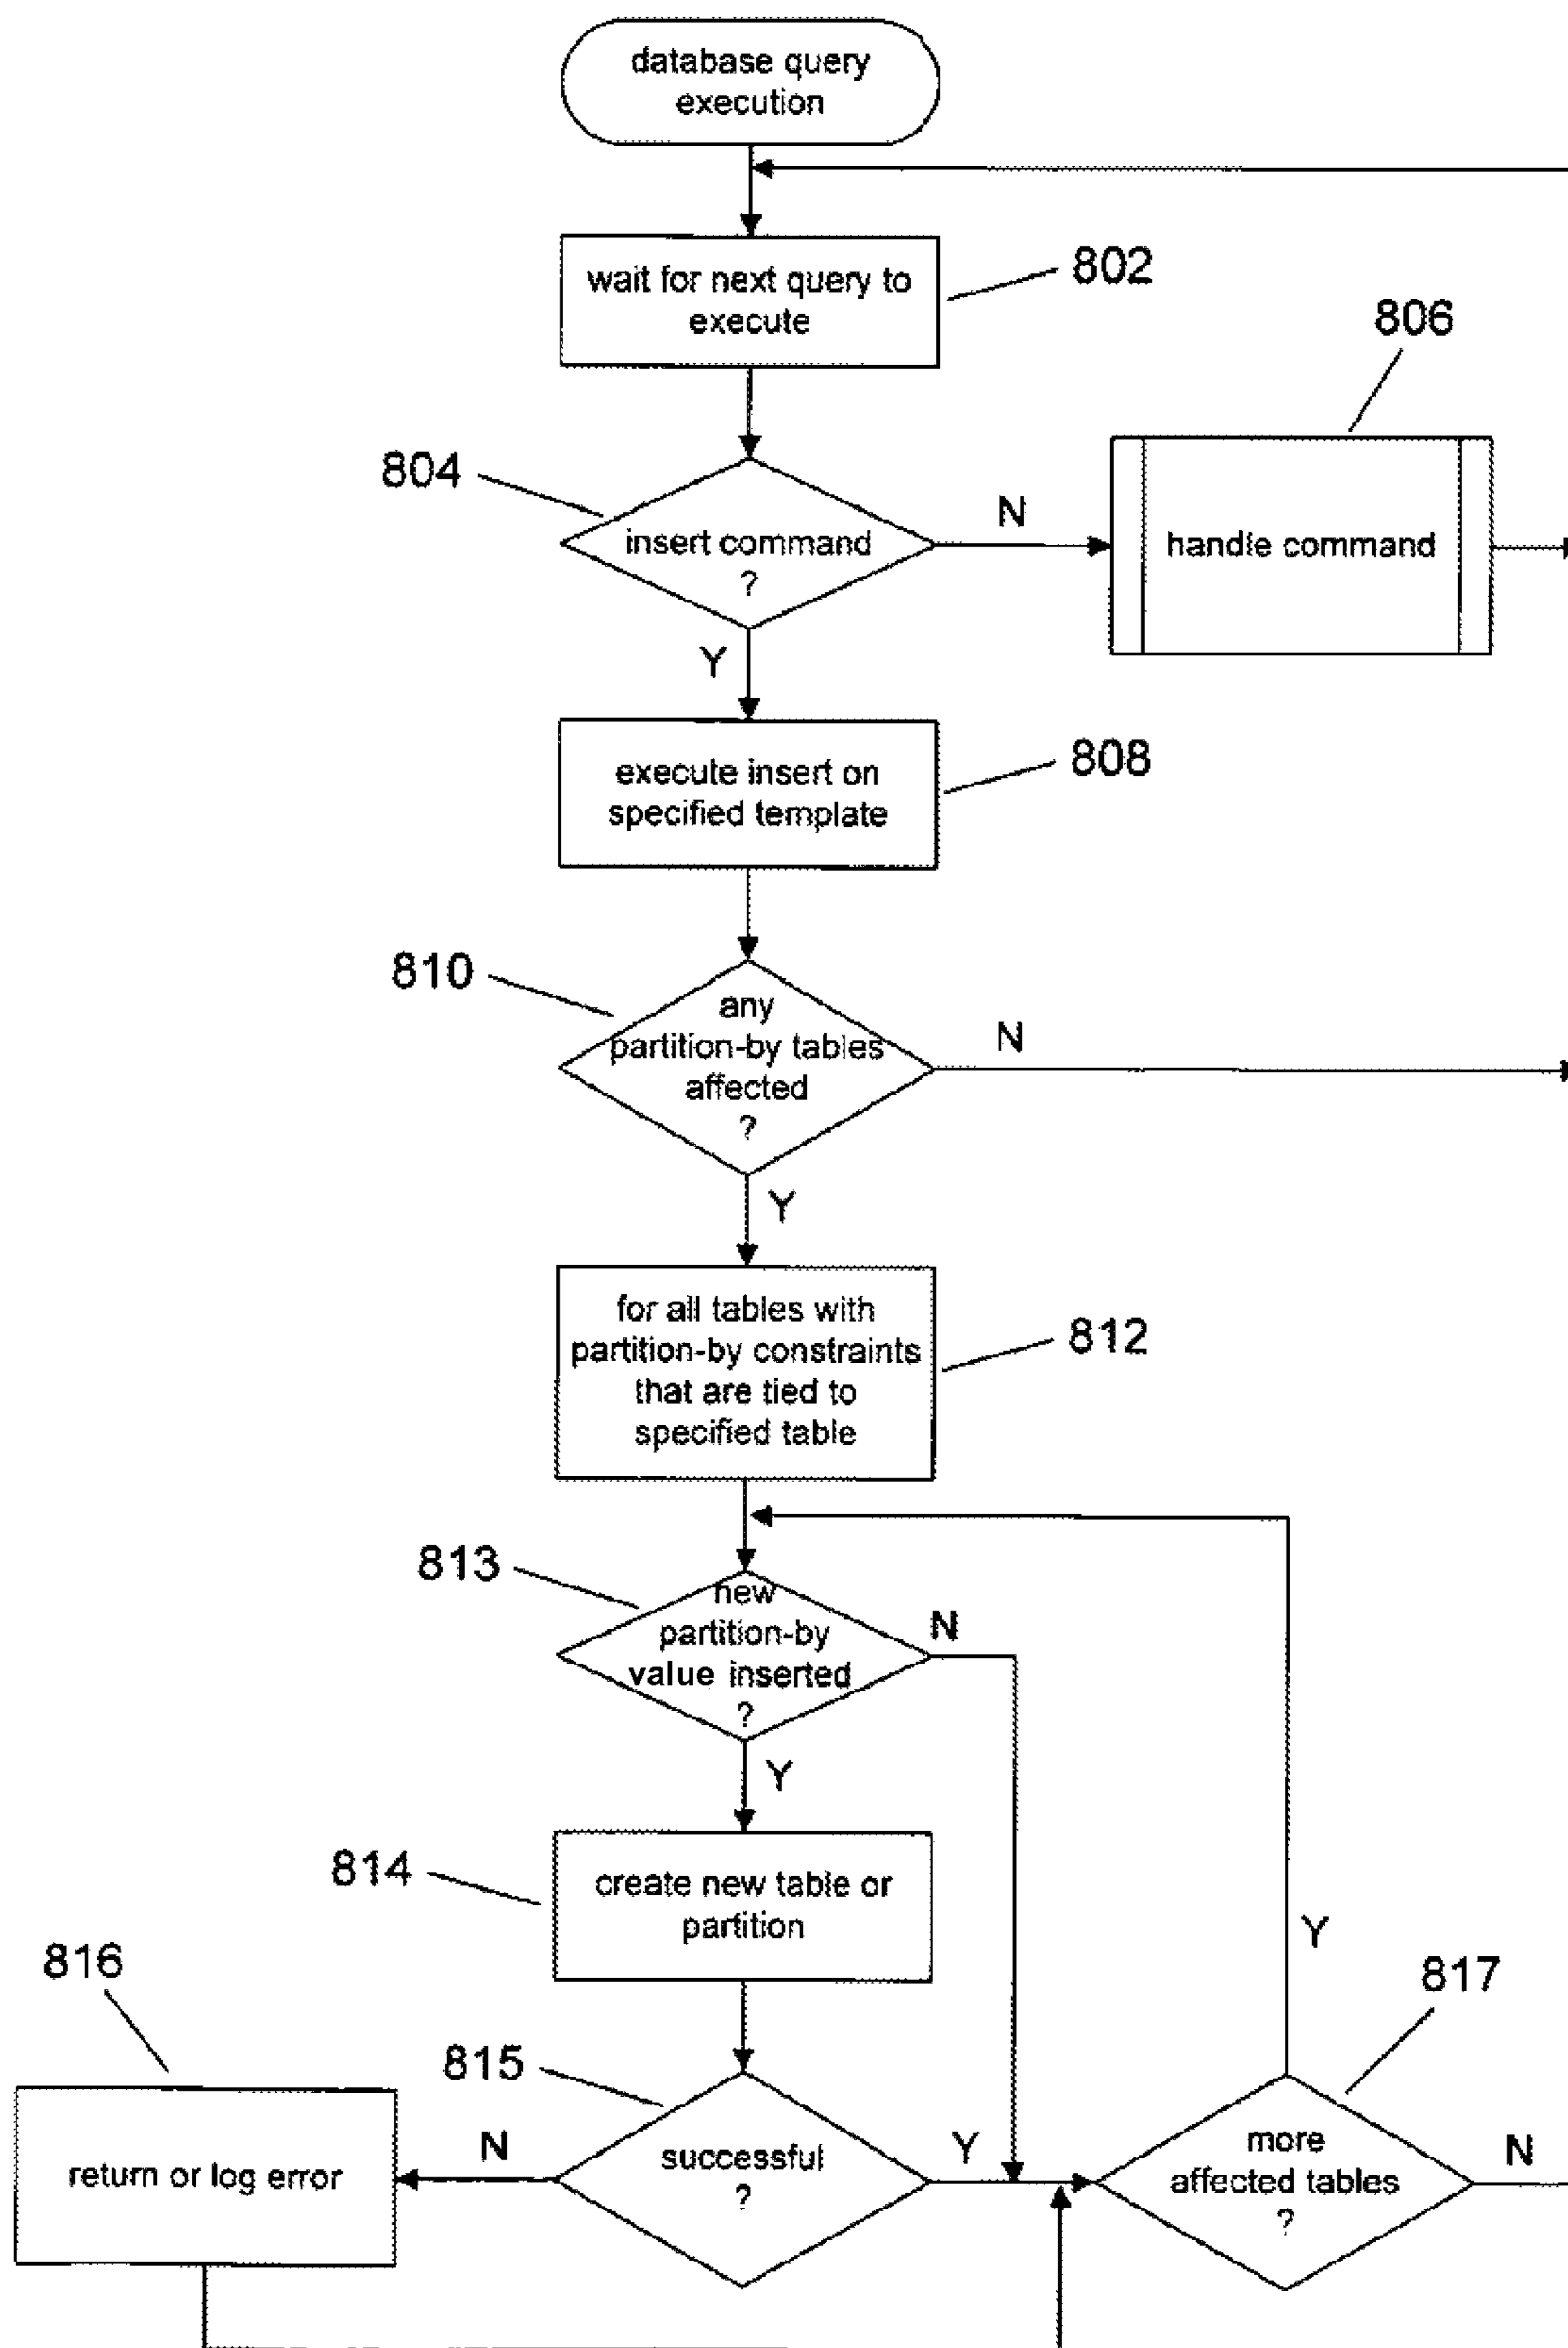 database query
execution
wait for next query to
execute
802
806
804
insert command
?
N
handle command
Y
execute insert on
specified template
808
810
any
partition-by tables
affected
?
N
Y
for all tables with
partition-by constraints
that are tied to
specified table
812
813
new
partition-by
value inserted
?
N
Y
814
create new table or
partition
Y
816
817
815
return or log error
N
successful
?
Y
more
affected tables
?
N